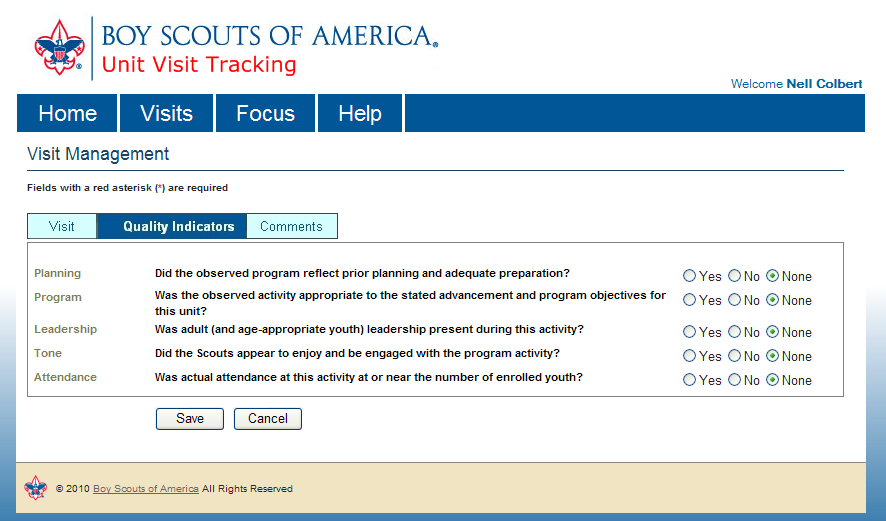 BOY SCOUTS OF AMERICA®
Unit Visit Tracking
Welcome Nell Colbert
Home Visits Focus Help
Visit Management
Fields with a red asterisk (*) are required
Visit Quality Indicators Comments
Planning Did the observed program reflect prior planning and adequate preparation? Yes No None
Program Was the observed activity appropriate to the stated advancement and program objectives for
this unit? Yes No None
Leadership Was adult (and age-appropriate youth) leadership present during this activity? Yes No None
Tone Did the Scouts appear to enjoy and be engaged with the program activity? Yes No None
Attendance Was actual attendance at this activity at or near the number of enrolled youth? Yes No None
Save Cancel
© 2010 Boy Scouts of America All Rights Reserved